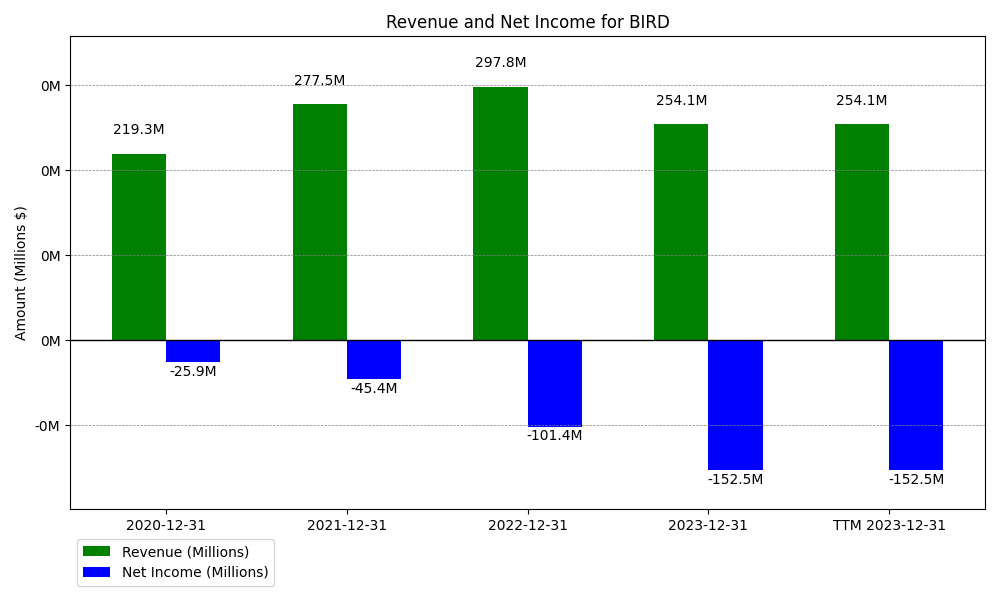 Revenue and Net Income for BIRD
Amount (Millions $)
0M
0M
0M
0M
-0M
219.3M
277.5M
297.8M
254.1M
254.1M
-25.9M
-45.4M
-101.4M
-152.5M
-152.5M
2020-12-31
2021-12-31
2022-12-31
2023-12-31
TTM 2023-12-31
Revenue (Millions)
Net Income (Millions)